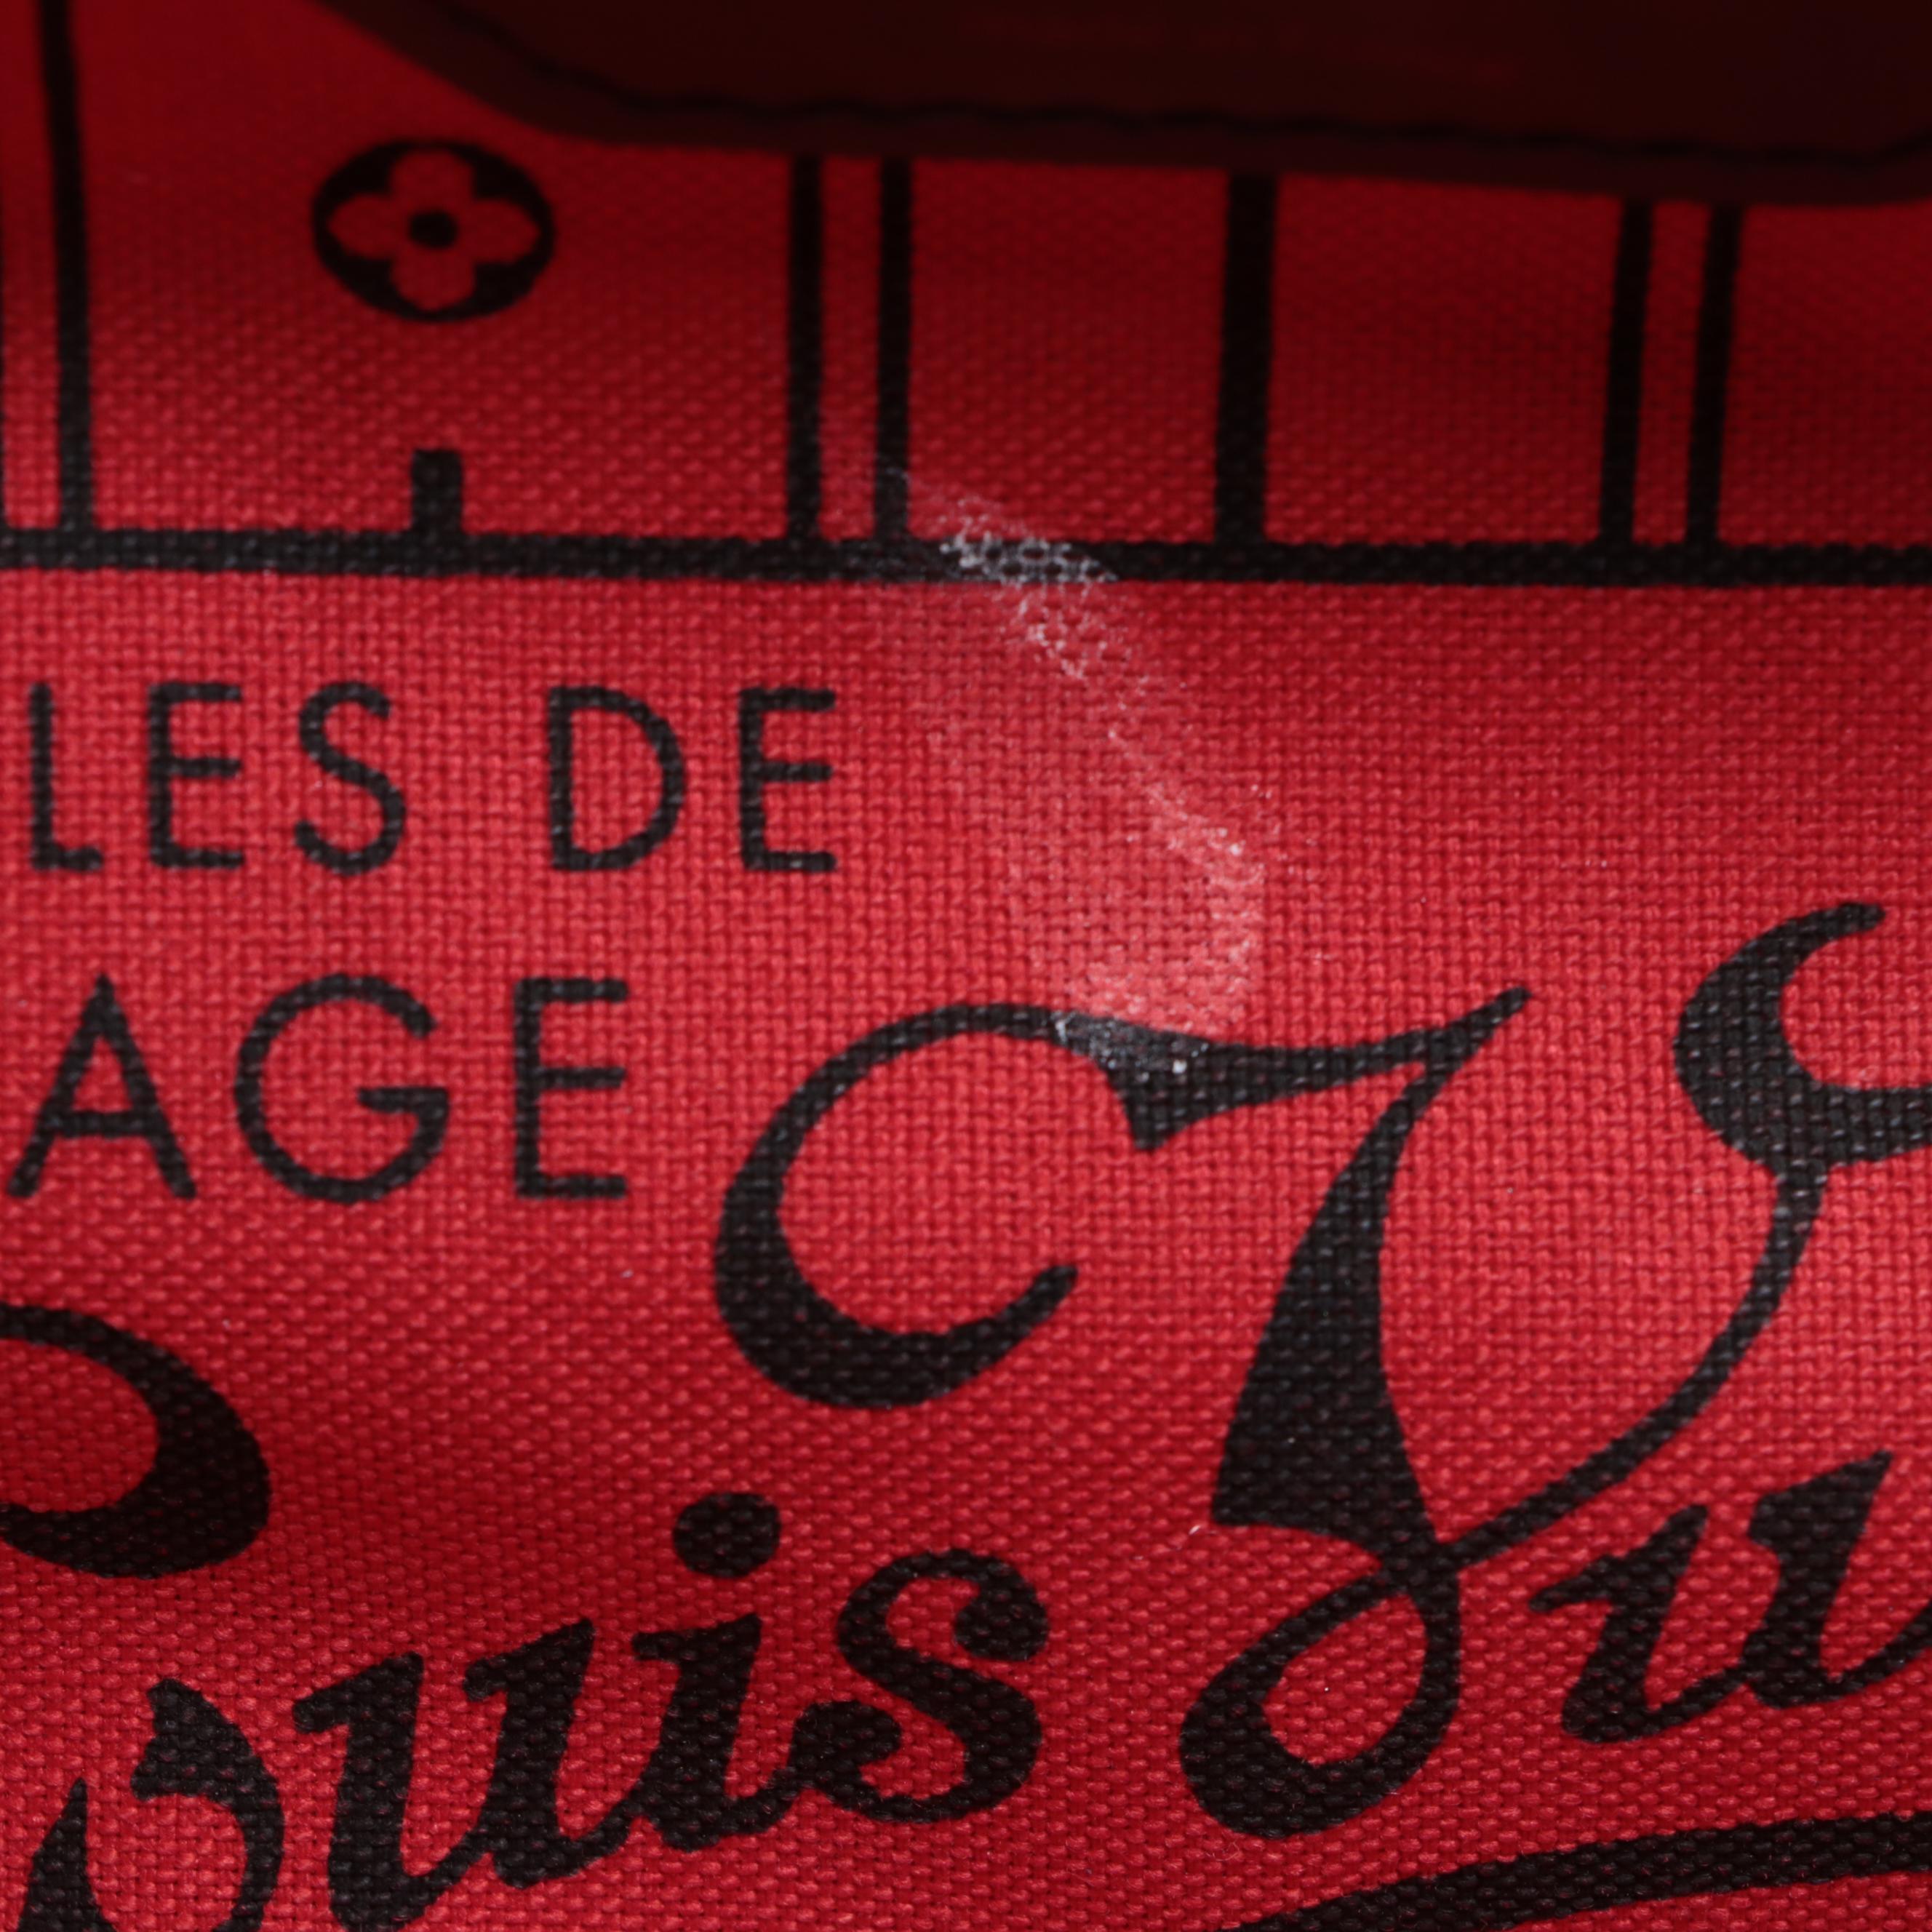 LES DE
AGE
ouis Vu